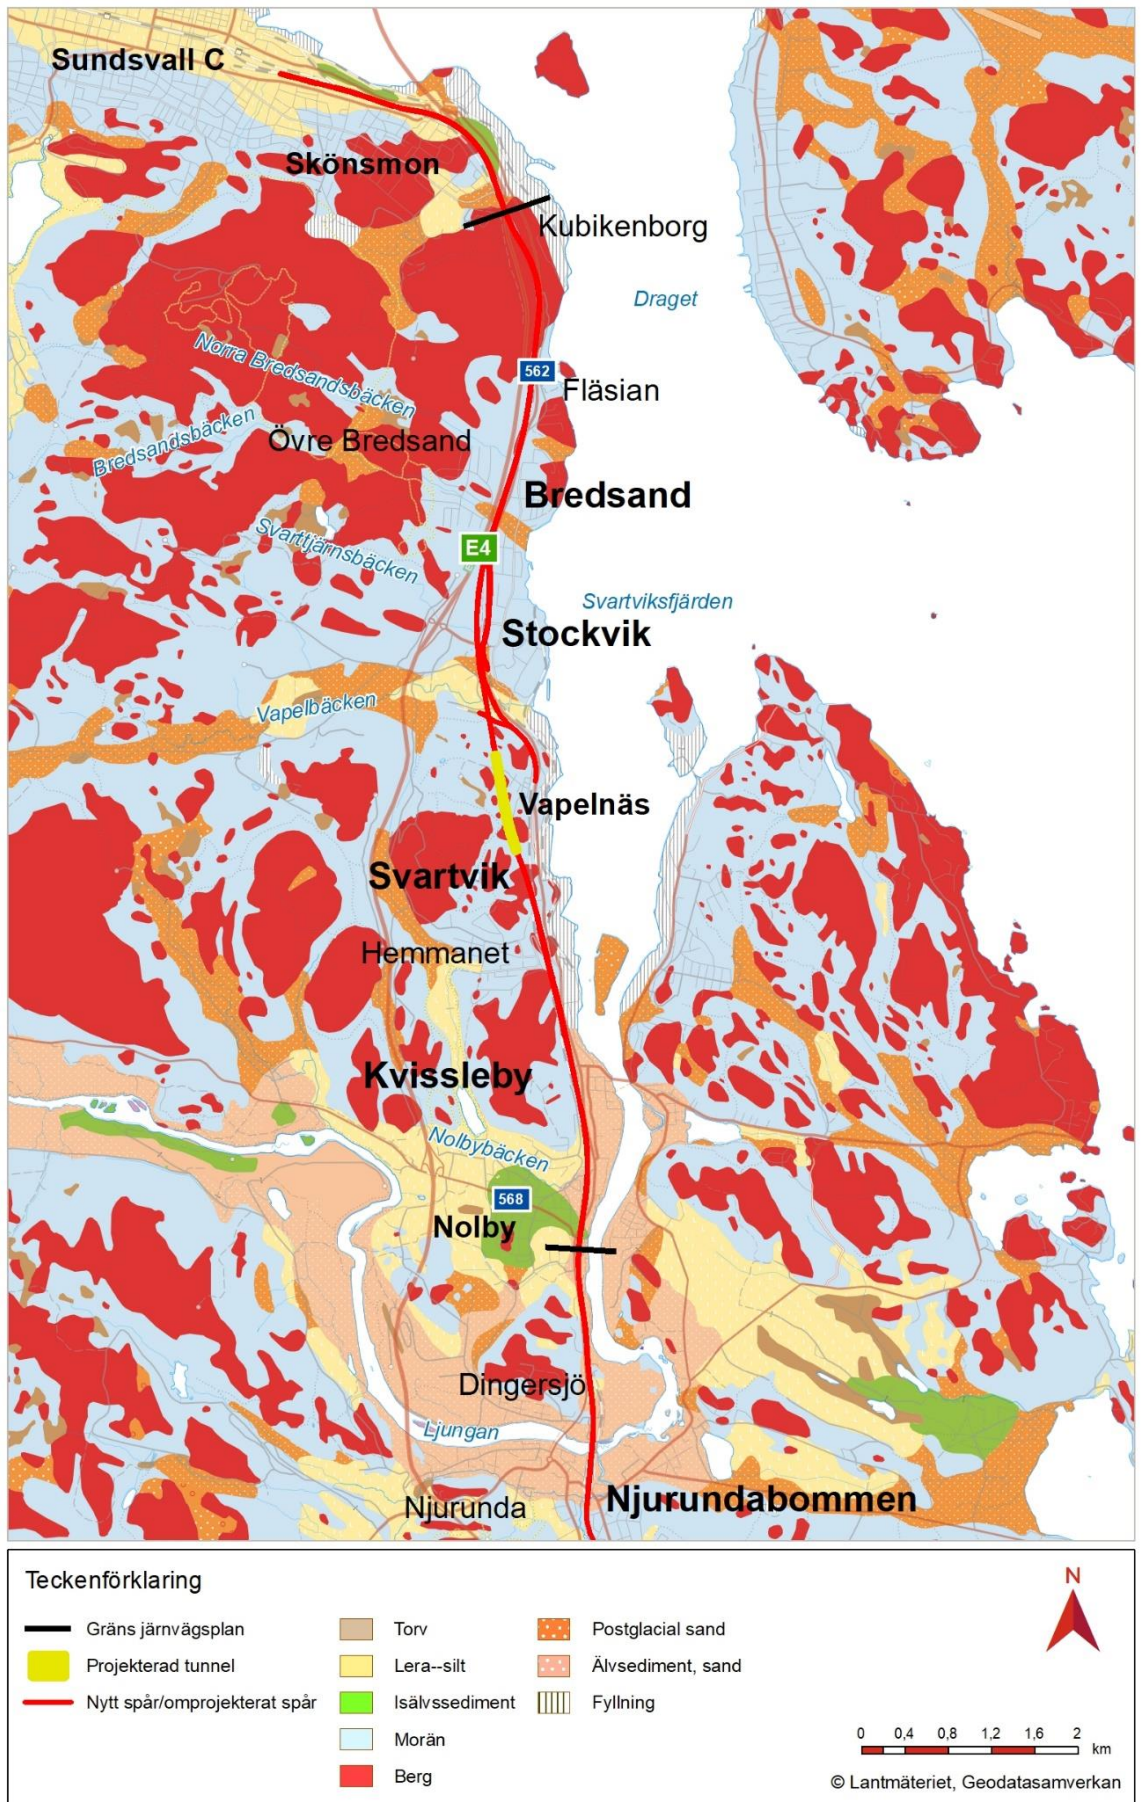 Sundsvall C
Skönsmon
Kubikenborg
Draget
Norra Bredsandsbäcken
562
Fläsian
Bredsandsbäcken
Övre Bredsand
Bredsand
Svarttjärnsbäcken
E4
Svartviksfjärden
Stockvik
Vapelbäcken
Vapelnäs
Svartvik
Hemmanet
Kvissleby
Nolbybäcken
568
Nolby
Dingersjö
Ljungan
Njurunda
Njurundabommen
Teckenförklaring
N
Gräns järnvägsplan
Projekterad tunnel
Nytt spår/omprojekterat spår
Torv
Lera--silt
Isälvssediment
Morän
Berg
Postglacial sand
Älvsediment, sand
Fyllning
0 0,4 0,8 1,2 1,6 2
km
© Lantmäteriet, Geodatasamverkan